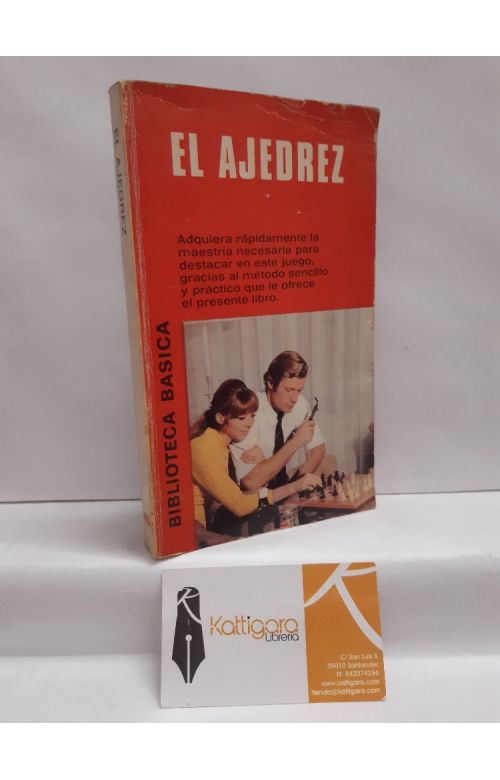 EL AJEDREZ
EL AJEDREZ
Adquiera rápidamente la
maestria necesaria para
destacar en este juego,
gracias al método sencillo
y práctico que le ofrece
el presente libro.
BIBLIOTECA BASICA
Kattigara
Librería
C/ San Luis 5
39010 Santander
tlf: 942074286
www.kattigara.com
tienda@kattigara.com